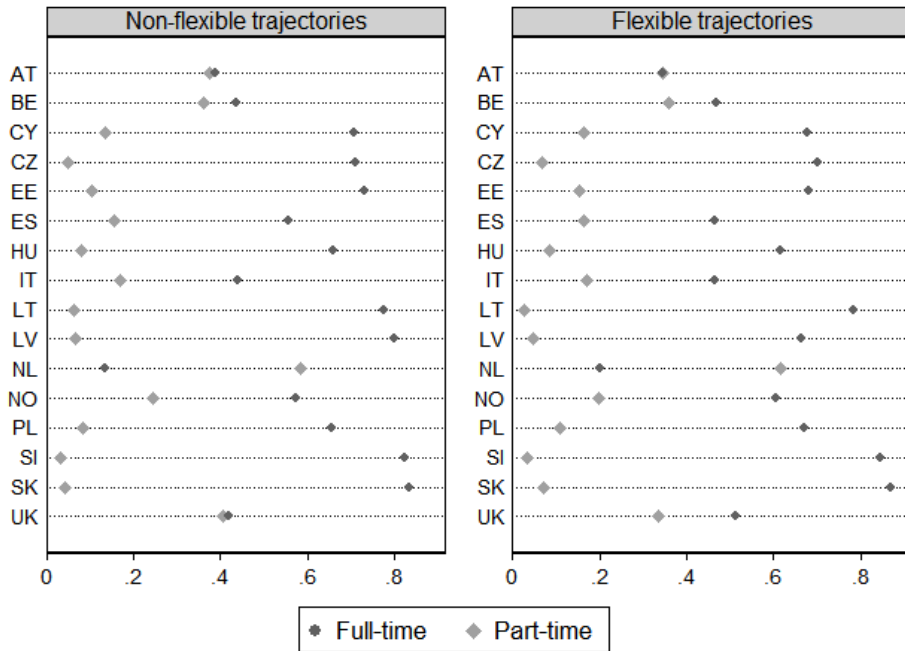 Non-flexible trajectories
Flexible trajectories
AT
BE
CY
CZ
EE
ES
HU
IT
LT
LV
NL
NO
PL
SI
SK
UK
0 .2 .4 .6 .8
AT
BE
CY
CZ
EE
ES
HU
IT
LT
LV
NL
NO
PL
SI
SK
UK
0 .2 .4 .6 .8
Full-time Part-time